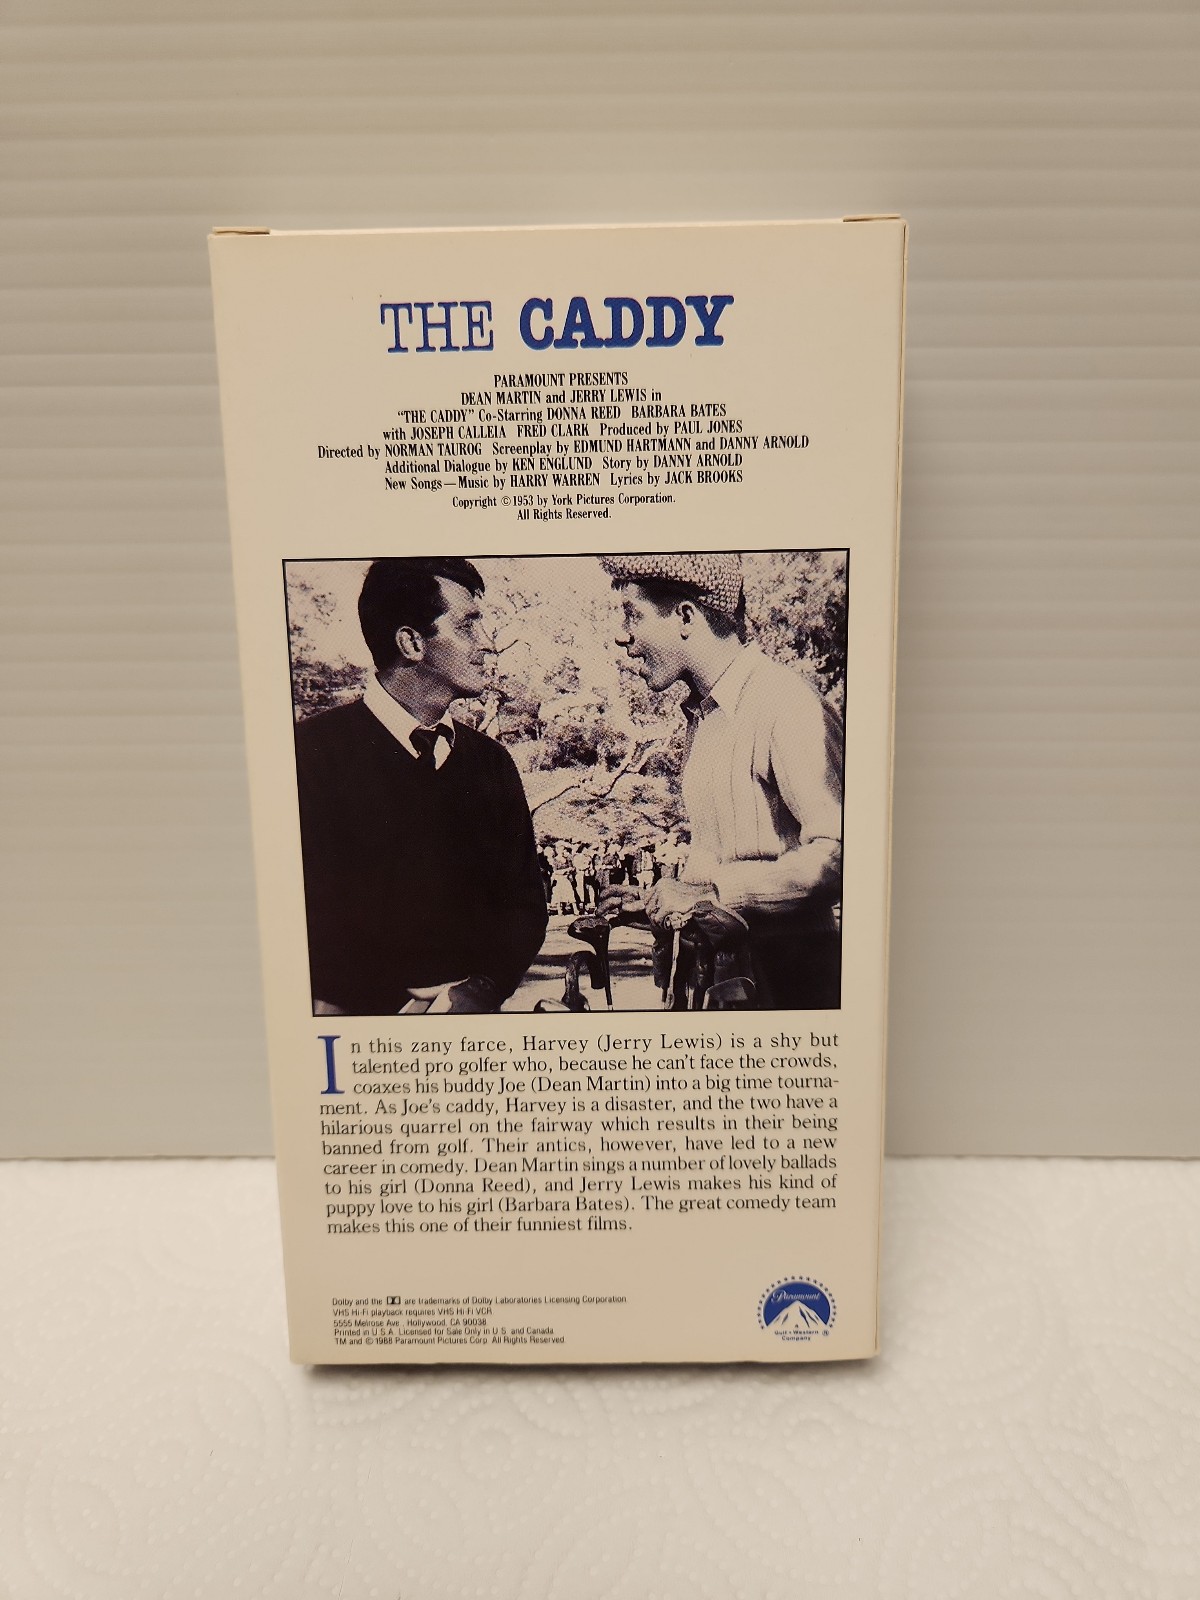 THE CADDY
PARAMOUNT PRESENTS
DEAN MARTIN and JERRY LEWIS in
“THE CADDY” Co-Starring DONNA REED BARBARA BATES
with JOSEPH CALLEIA FRED CLARK Produced by PAUL JONES
Directed by NORMAN TAUROG Screenplay by EDMUND HARTMANN and DANNY ARNOLD
Additional Dialogue by KEN ENGLUND Story by DANNY ARNOLD
New Songs—Music by HARRY WARREN Lyrics by JACK BROOKS
Copyright ©1953 by York Pictures Corporation.
All Rights Reserved.
In this zany farce, Harvey (Jerry Lewis) is a shy but
talented pro golfer who, because he can't face the crowds,
coaxes his buddy Joe (Dean Martin) into a big time tourna-
ment. As Joe's caddy, Harvey is a disaster, and the two have a
hilarious quarrel on the fairway which results in their being
banned from golf. Their antics, however, have led to a new
career in comedy. Dean Martin sings a number of lovely ballads
to his girl (Donna Reed), and Jerry Lewis makes his kind of
puppy love to his girl (Barbara Bates). The great comedy team
makes this one of their funniest films.
Dolby and the are trademarks of Dolby Laboratories Licensing Corporation
VHS Hi-Fi playback requires VHS Hi-Fi VCR
5555 Melrose Ave., Hollywood, CA 90038
Printed in U.S.A. Licensed for Sale Only in U.S. and Canada
TM and © 1988 Paramount Pictures Corp. All Rights Reserved.
Paramount
A
Gulf+Western
Company